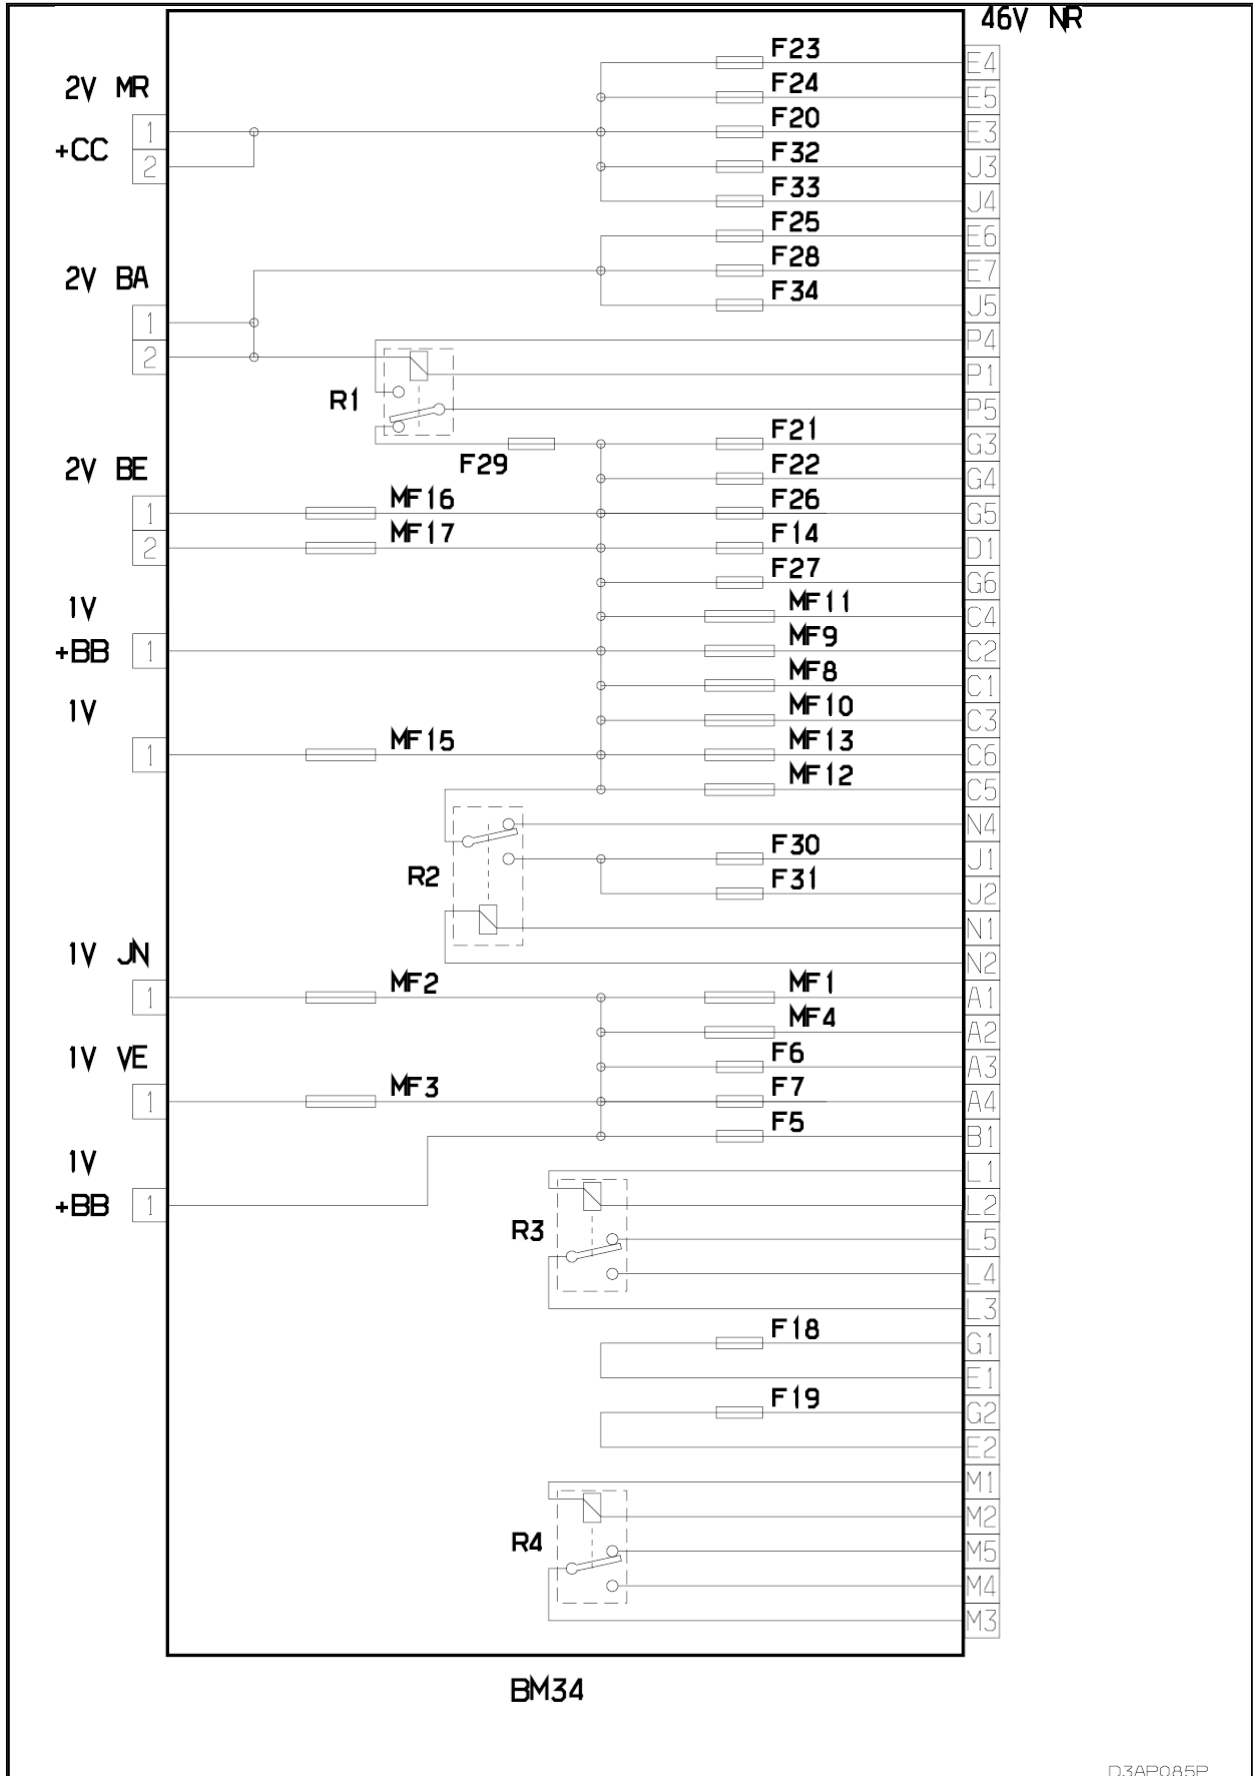 46V NR
F23
E4
F24
E5
2V MR
F20
1
E3
+CC
F32
2
J3
F33
J4
F25
E6
F28
E7
2V BA
F34
J5
1
P4
2
P1
R1
P5
F21
G3
F29
F22
G4
2V BE
MF16
F26
1
G5
MF17
F14
2
D1
F27
G6
1V
MF11
C4
+BB
1
MF9
C2
MF8
C1
1V
MF10
C3
MF15
MF13
1
C6
MF12
C5
N4
F30
J1
R2
F31
J2
N1
1V JN
N2
MF2
MF1
1
A1
MF4
A2
1V VE
F6
A3
MF3
F7
1
A4
F5
B1
1V
L1
+BB
1
L2
R3
L5
L4
L3
F18
G1
E1
F19
G2
E2
M1
M2
R4
M5
M4
M3
BM34
D3AP085P